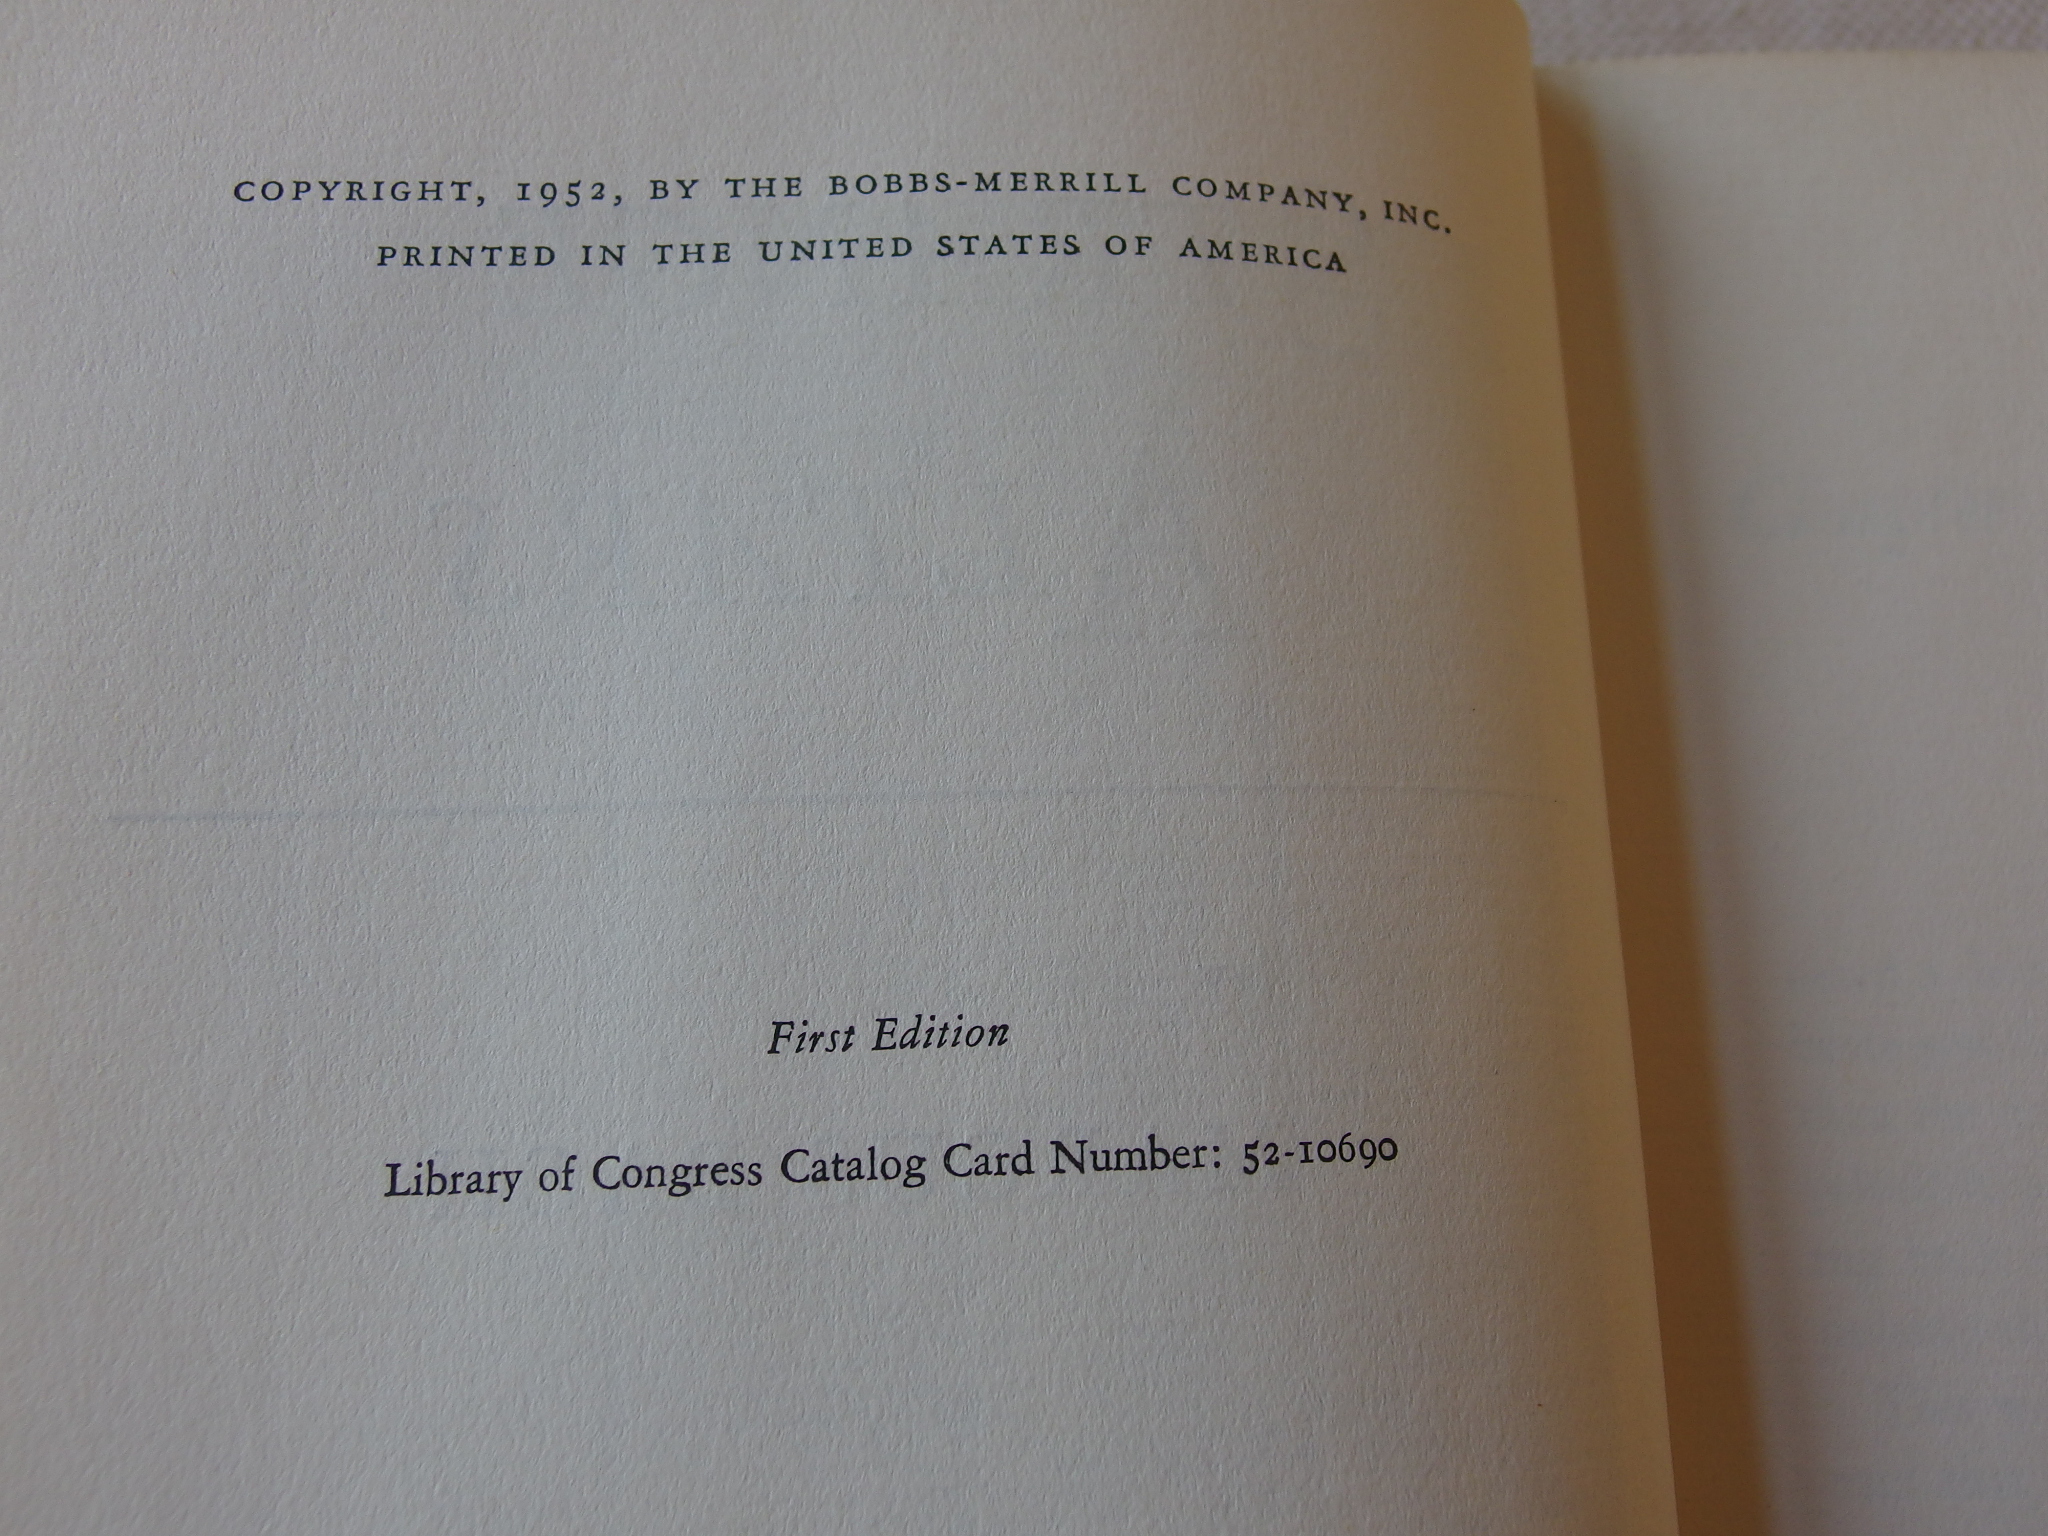 COPYRIGHT, 1952, BY THE BOBBS-MERRILL COMPANY, INC.
PRINTED IN THE UNITED STATES OF AMERICA
First Edition
Library of Congress Catalog Card Number: 52-10690